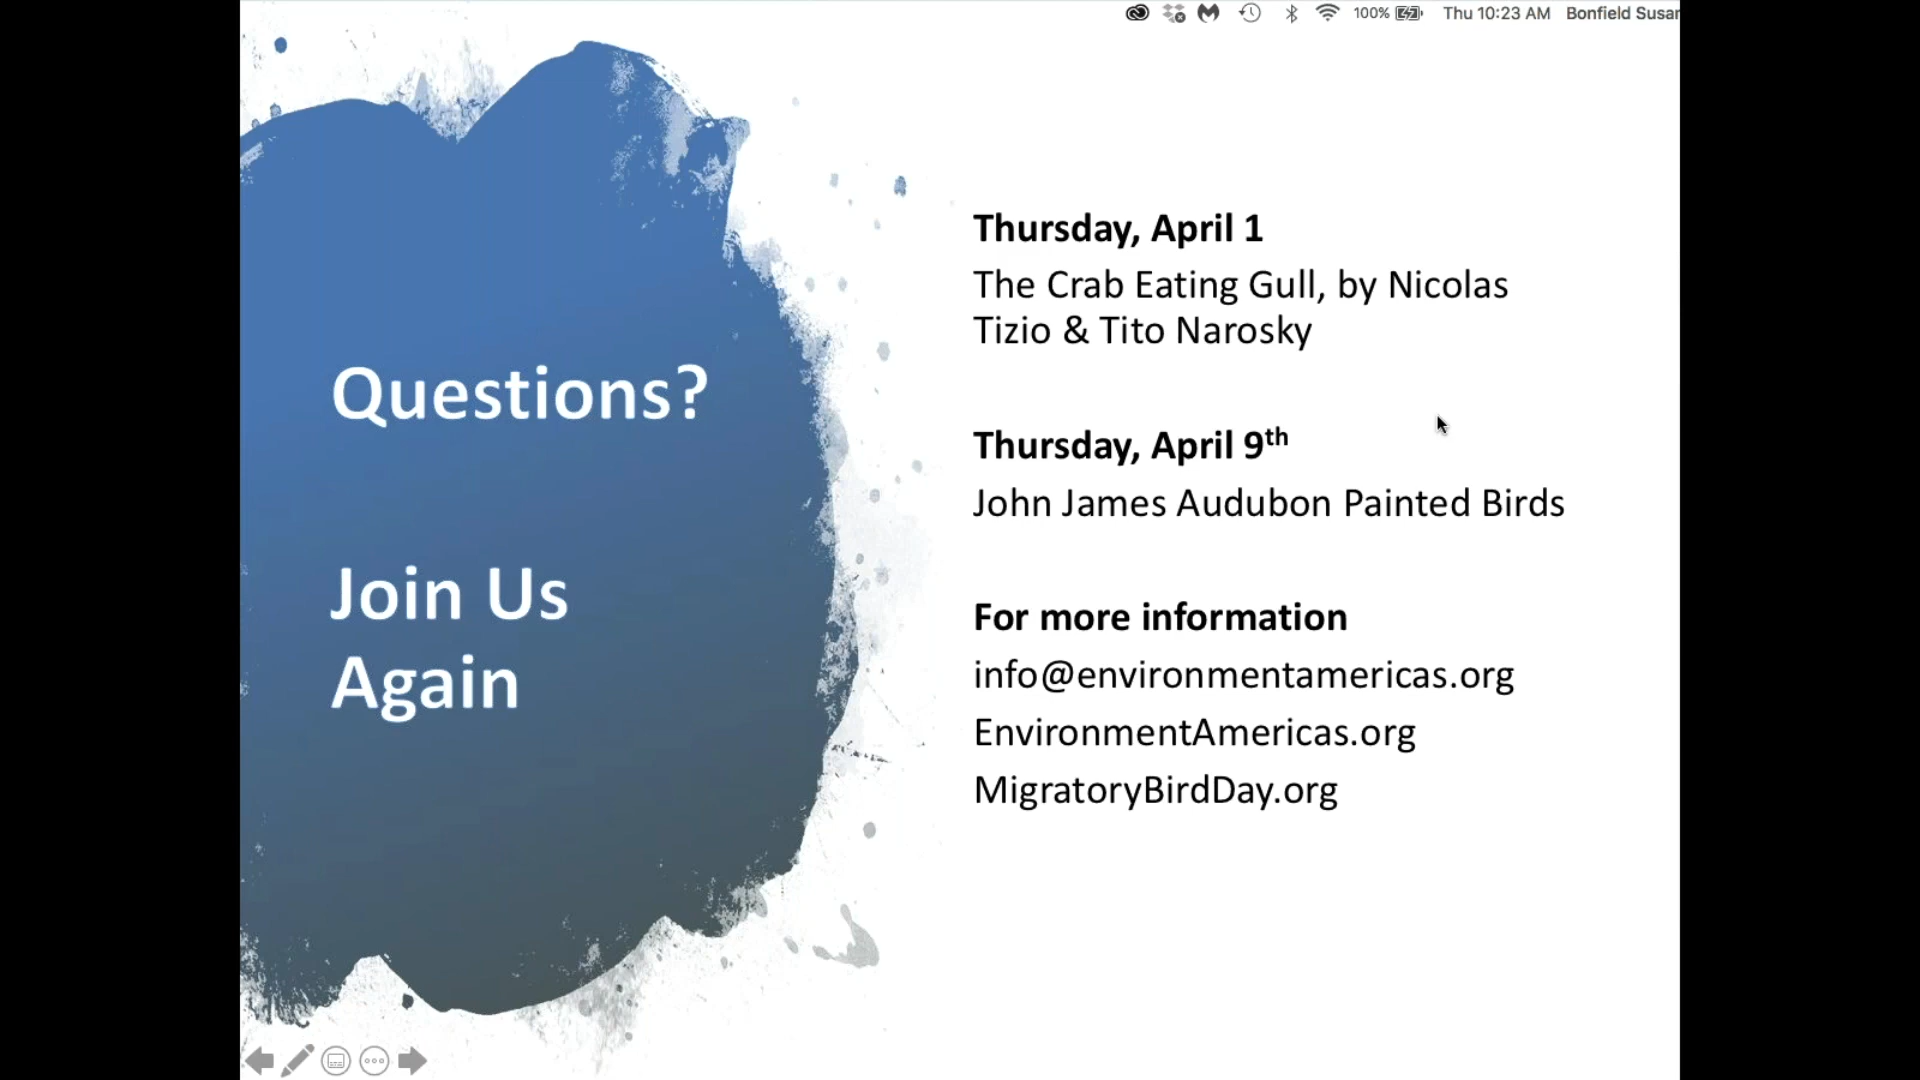 100% Thu 10:23 AM Bonfield Susan
Questions?
Join Us
Again
Thursday, April 1
The Crab Eating Gull, by Nicolas
Tizio & Tito Narosky
Thursday, April 9th
John James Audubon Painted Birds
For more information
info@environmentamericas.org
EnvironmentAmericas.org
MigratoryBirdDay.org